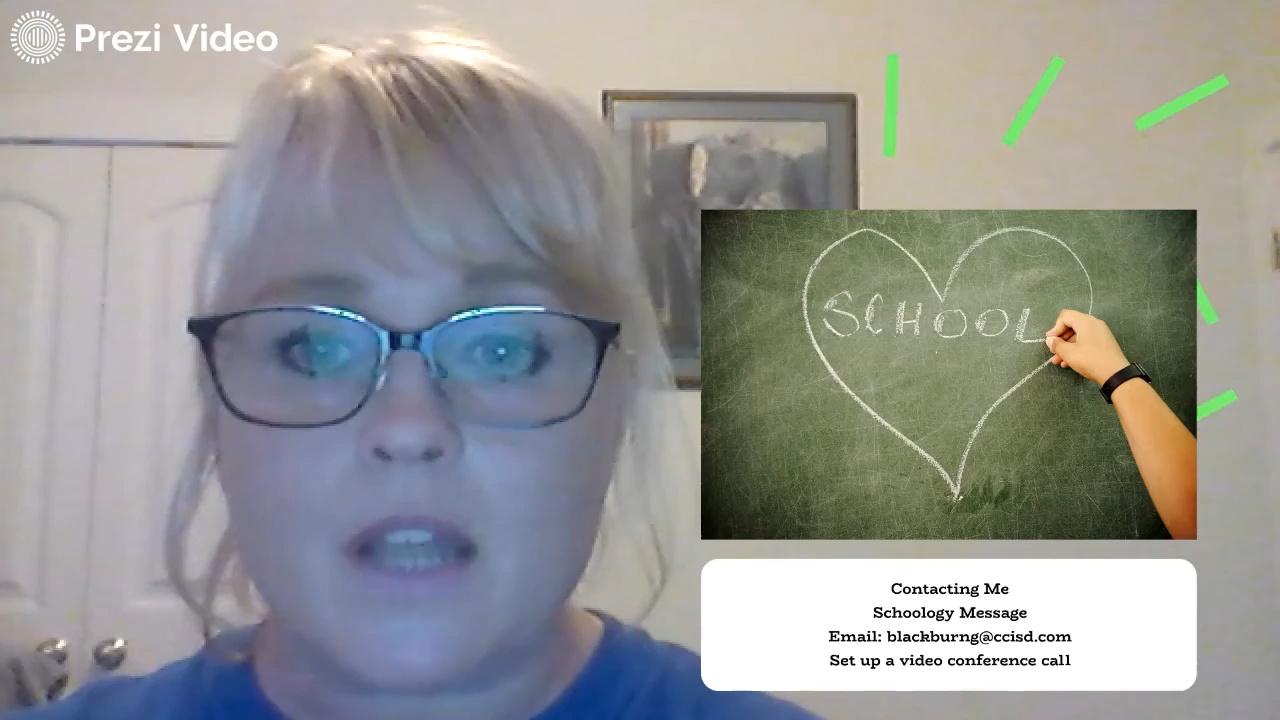 Prezi Video
SCHOOL
Contacting Me
Schoology Message
Email: blackburng@ccisd.com
Set up a video conference call